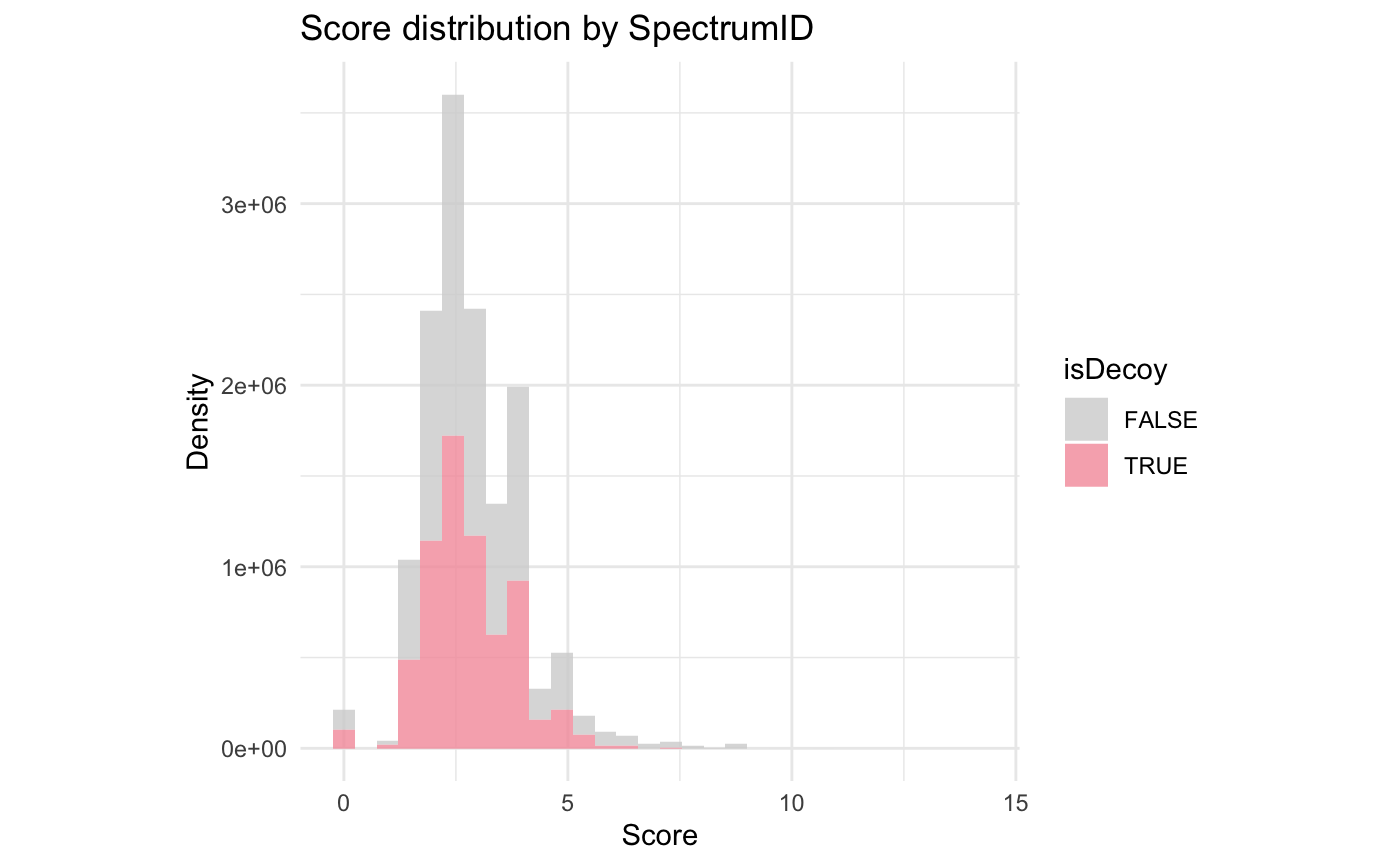 Score distribution by SpectrumID
Density
3e+06
2e+06
1e+06
0e+00
0
5
10
15
Score
isDecoy
FALSE
TRUE